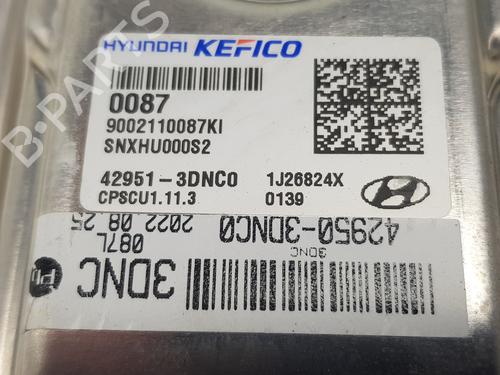 HYUNDAI KEFICO
0087
9002110087KI
SNXHU000S2
42951-3DNC0 1J26824X
CPSCU1.11.3 0139
42950-3DNC0
087L 2022.08.25
3DNC
3DNC
B-PARTS